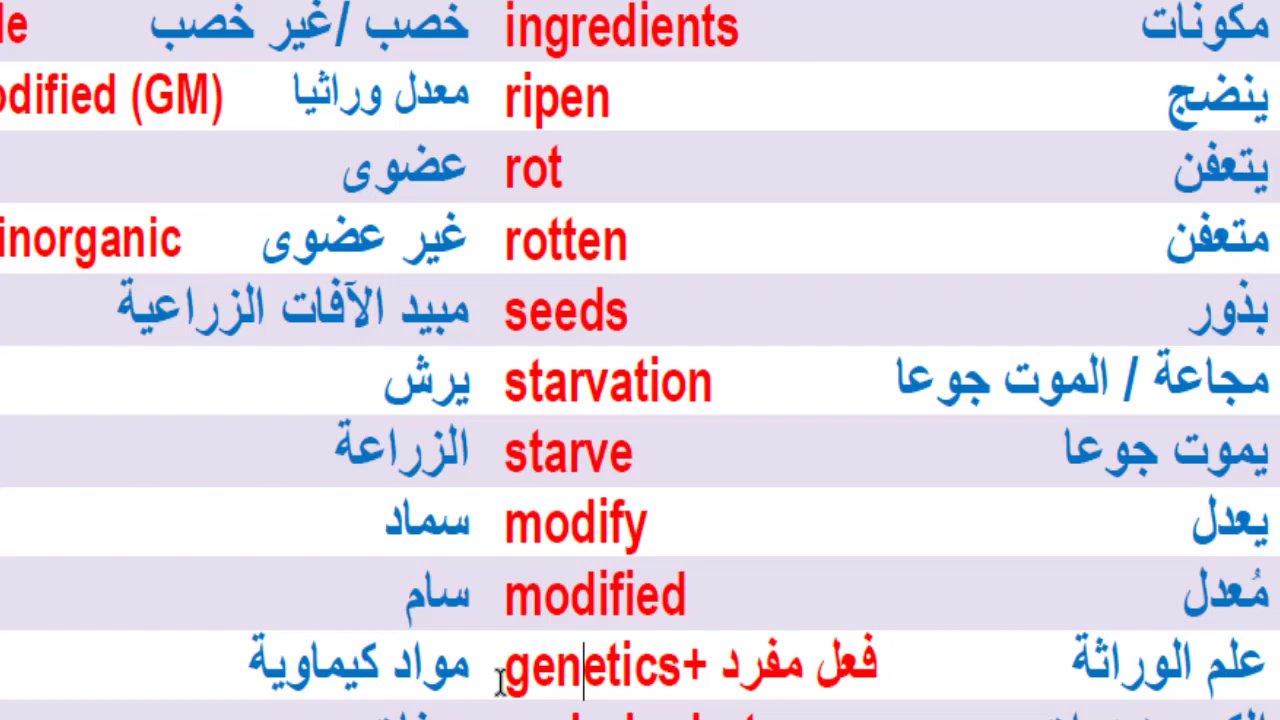 خصب /غير خصب ingredients مكونات
(GM) معدل وراثيا ripen ينضج
عضوى rot يتعفن
inorganic غير عضوى rotten متعفن
مبيد الآفات الزراعية seeds بذور
يرش starvation مجاعة / الموت جوعا
الزراعة starve يموت جوعا
سماد modify يعدل
سام modified مُعدل
مواد كيماوية genetics+ فعل مفرد علم الوراثة